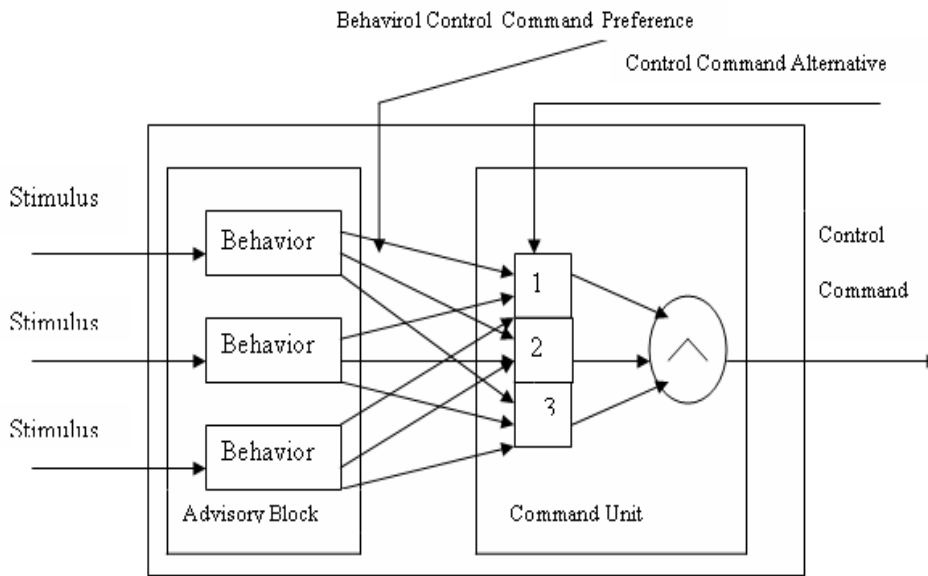 Behavirol Control Command Preference
Control Command Alternative
Stimulus
Behavior
1
Control
Command
Stimulus
Behavior
2
Stimulus
Behavior
3
Advisory Block
Command Unit